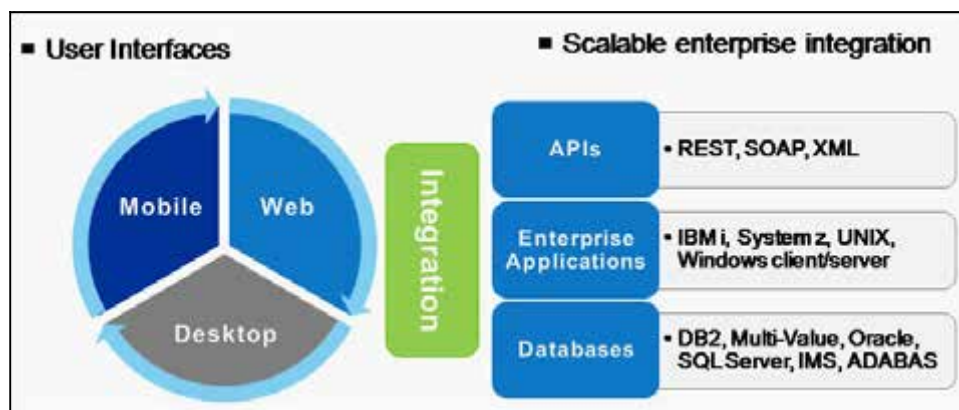 ■ User Interfaces
■ Scalable enterprise integration
Mobile
Web
Desktop
Integration
APIs
• REST, SOAP, XML
Enterprise
Applications
• IBM i, System z, UNIX,
Windows client/server
Databases
• DB2, Multi-Value, Oracle,
SQL Server, IMS, ADABAS